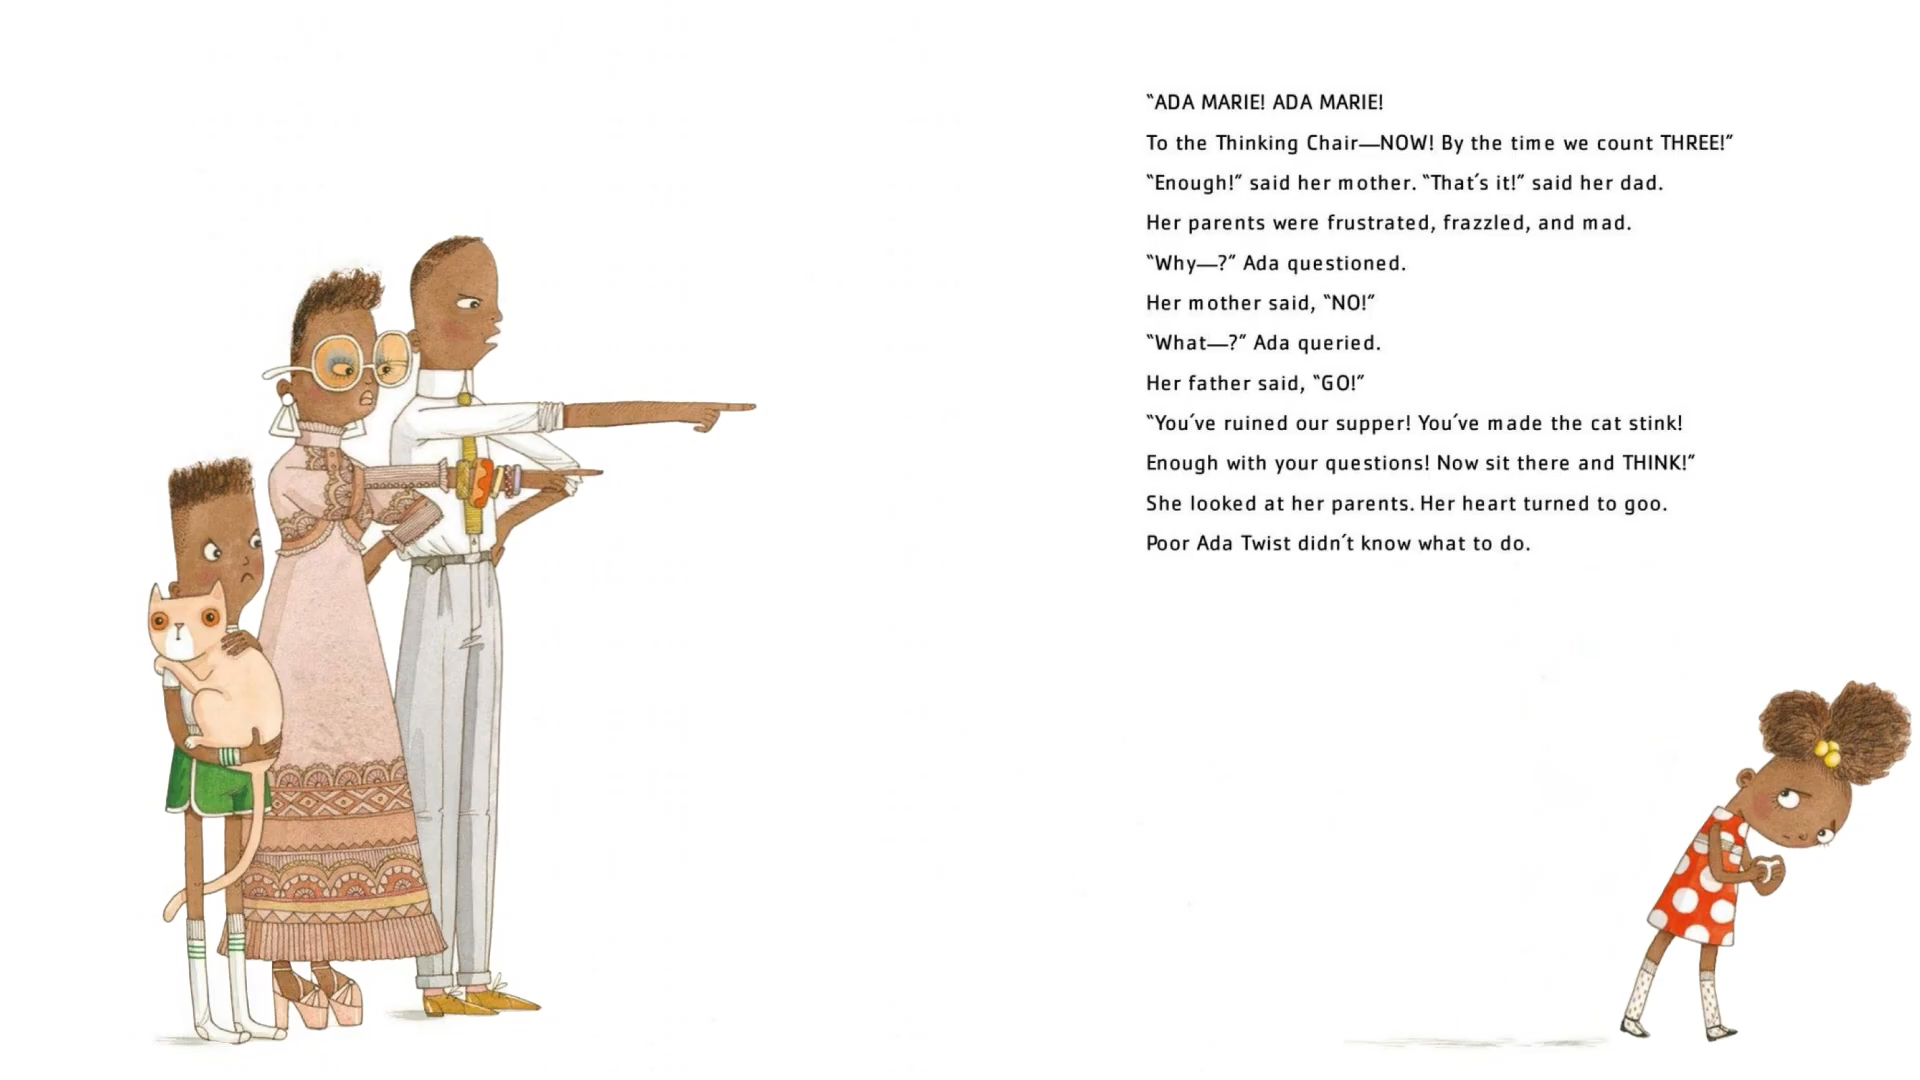 “ADA MARIE! ADA MARIE!
To the Thinking Chair—NOW! By the time we count THREE!”
“Enough!” said her mother. “That’s it!” said her dad.
Her parents were frustrated, frazzled, and mad.
“Why—?” Ada questioned.
Her mother said, “NO!”
“What—?” Ada queried.
Her father said, “GO!”
“You’ve ruined our supper! You’ve made the cat stink!
Enough with your questions! Now sit there and THINK!”
She looked at her parents. Her heart turned to goo.
Poor Ada Twist didn’t know what to do.